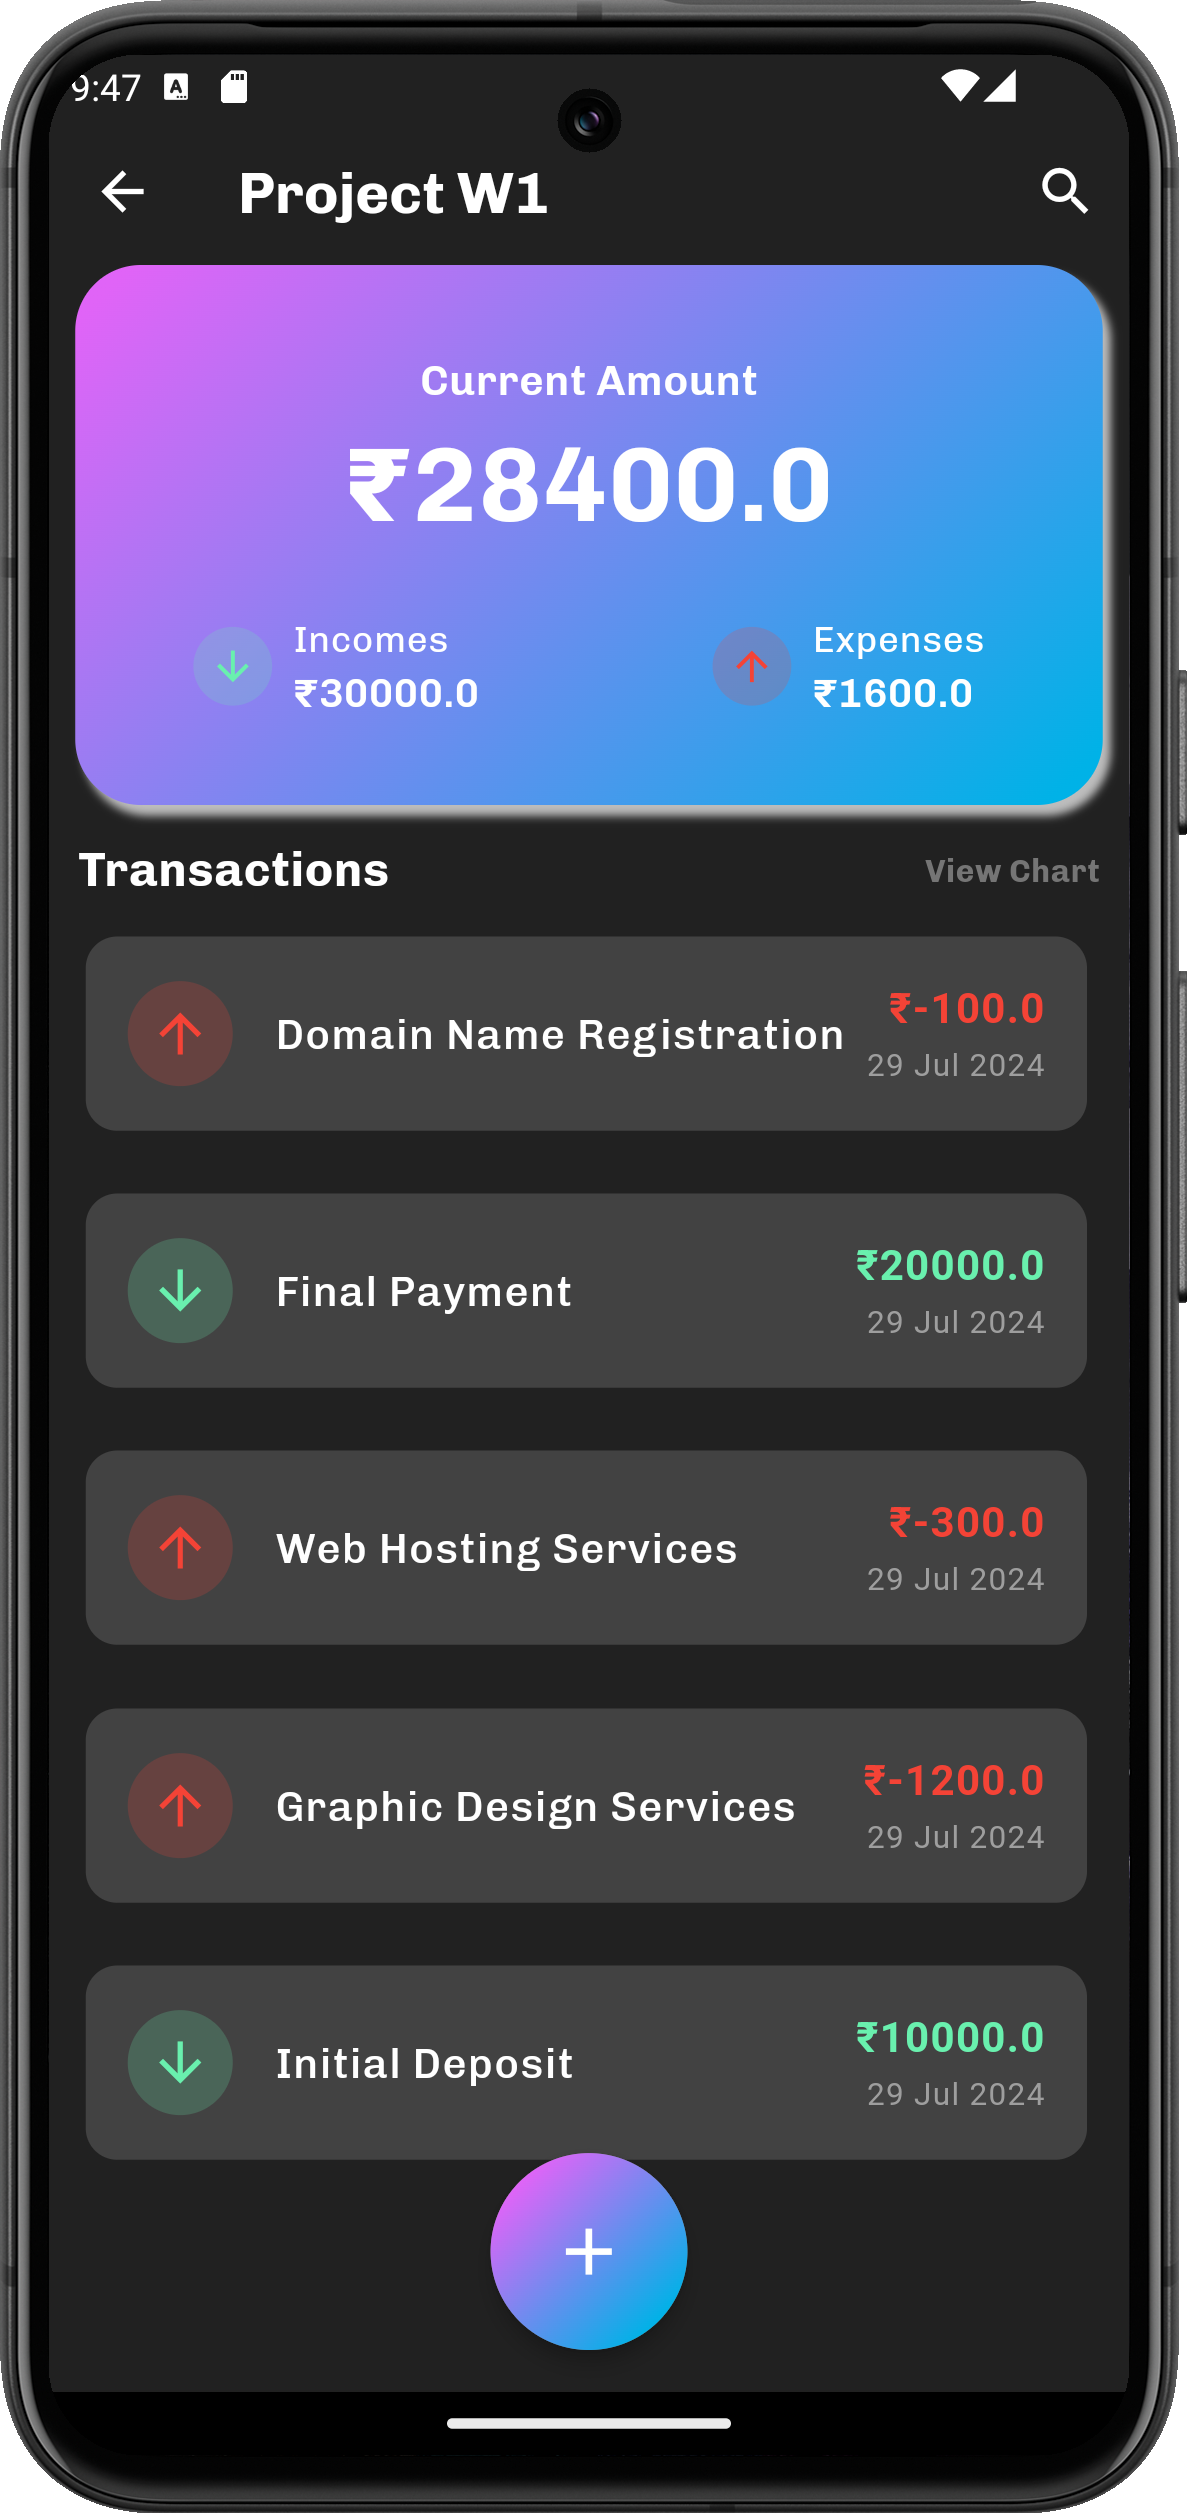 9:47
Project W1
Current Amount
₹28400.0
Incomes
₹30000.0
Expenses
₹1600.0
Transactions
View Chart
Domain Name Registration
₹-100.0
29 Jul 2024
Final Payment
₹20000.0
29 Jul 2024
Web Hosting Services
₹-300.0
29 Jul 2024
Graphic Design Services
₹-1200.0
29 Jul 2024
Initial Deposit
₹10000.0
29 Jul 2024